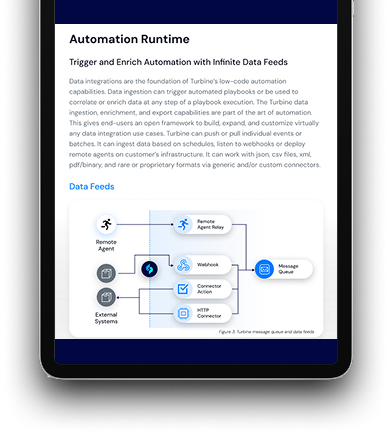 Automation Runtime
Trigger and Enrich Automation with Infinite Data Feeds
Data integrations are the foundation of Turbine's low-code automation
capabilities. Data ingestion can trigger automated playbooks or be used to
correlate or enrich data at any step of a playbook execution. The Turbine data
ingestion, enrichment, and export capabilities are part of the art of automation.
This gives end-users an open framework to build, expand, and customize virtually
any data integration use cases. Turbine can push or pull individual events or
batches. It can ingest data based on schedules, listen to webhooks or deploy
remote agents on customer's infrastructure. It can work with json, csv files, xml,
pdf/binary, and rare or proprietary formats via generic and/or custom connectors.
Data Feeds
Remote
Agent
Remote
Agent Relay
Webhook
Message
Queue
Connector
Action
External
Systems
HTTP
Connector
Figure 3: Turbine message queue and data feeds